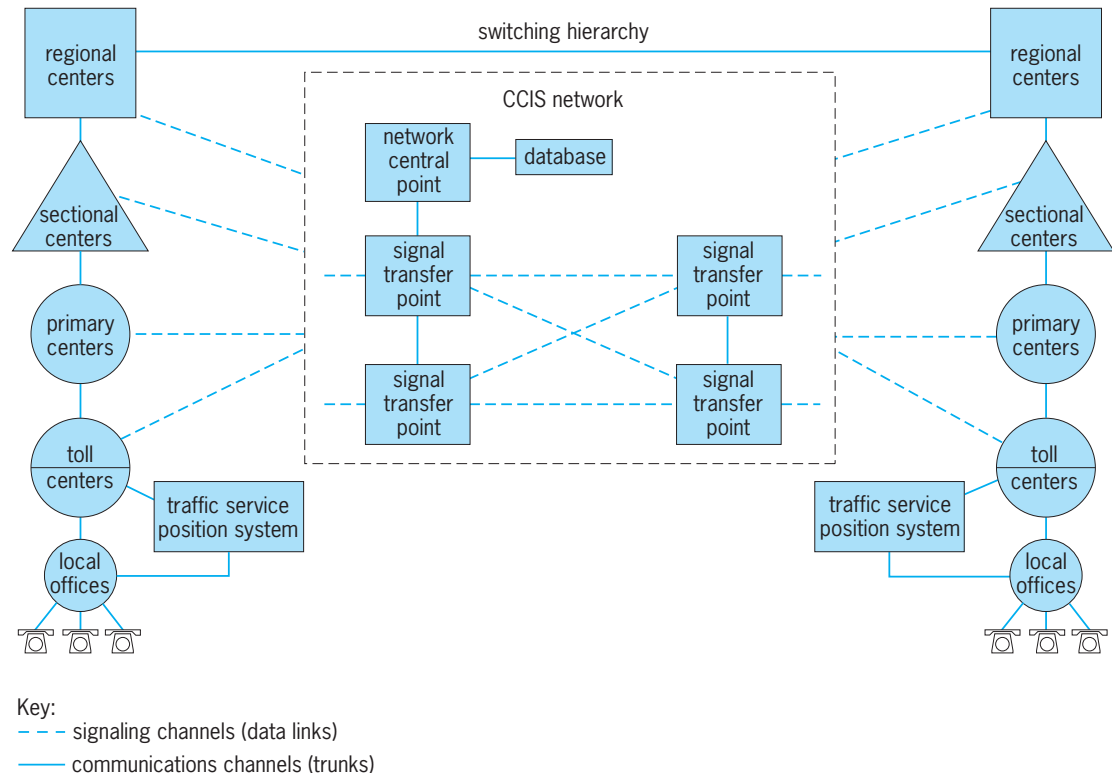 switching hierarchy
regional
centers
regional
centers
CCIS network
network
central
point
database
sectional
centers
sectional
centers
signal
transfer
point
signal
transfer
point
primary
centers
primary
centers
signal
transfer
point
signal
transfer
point
toll
centers
toll
centers
traffic service
position system
traffic service
position system
local
offices
local
offices
Key:
signaling channels (data links)
communications channels (trunks)